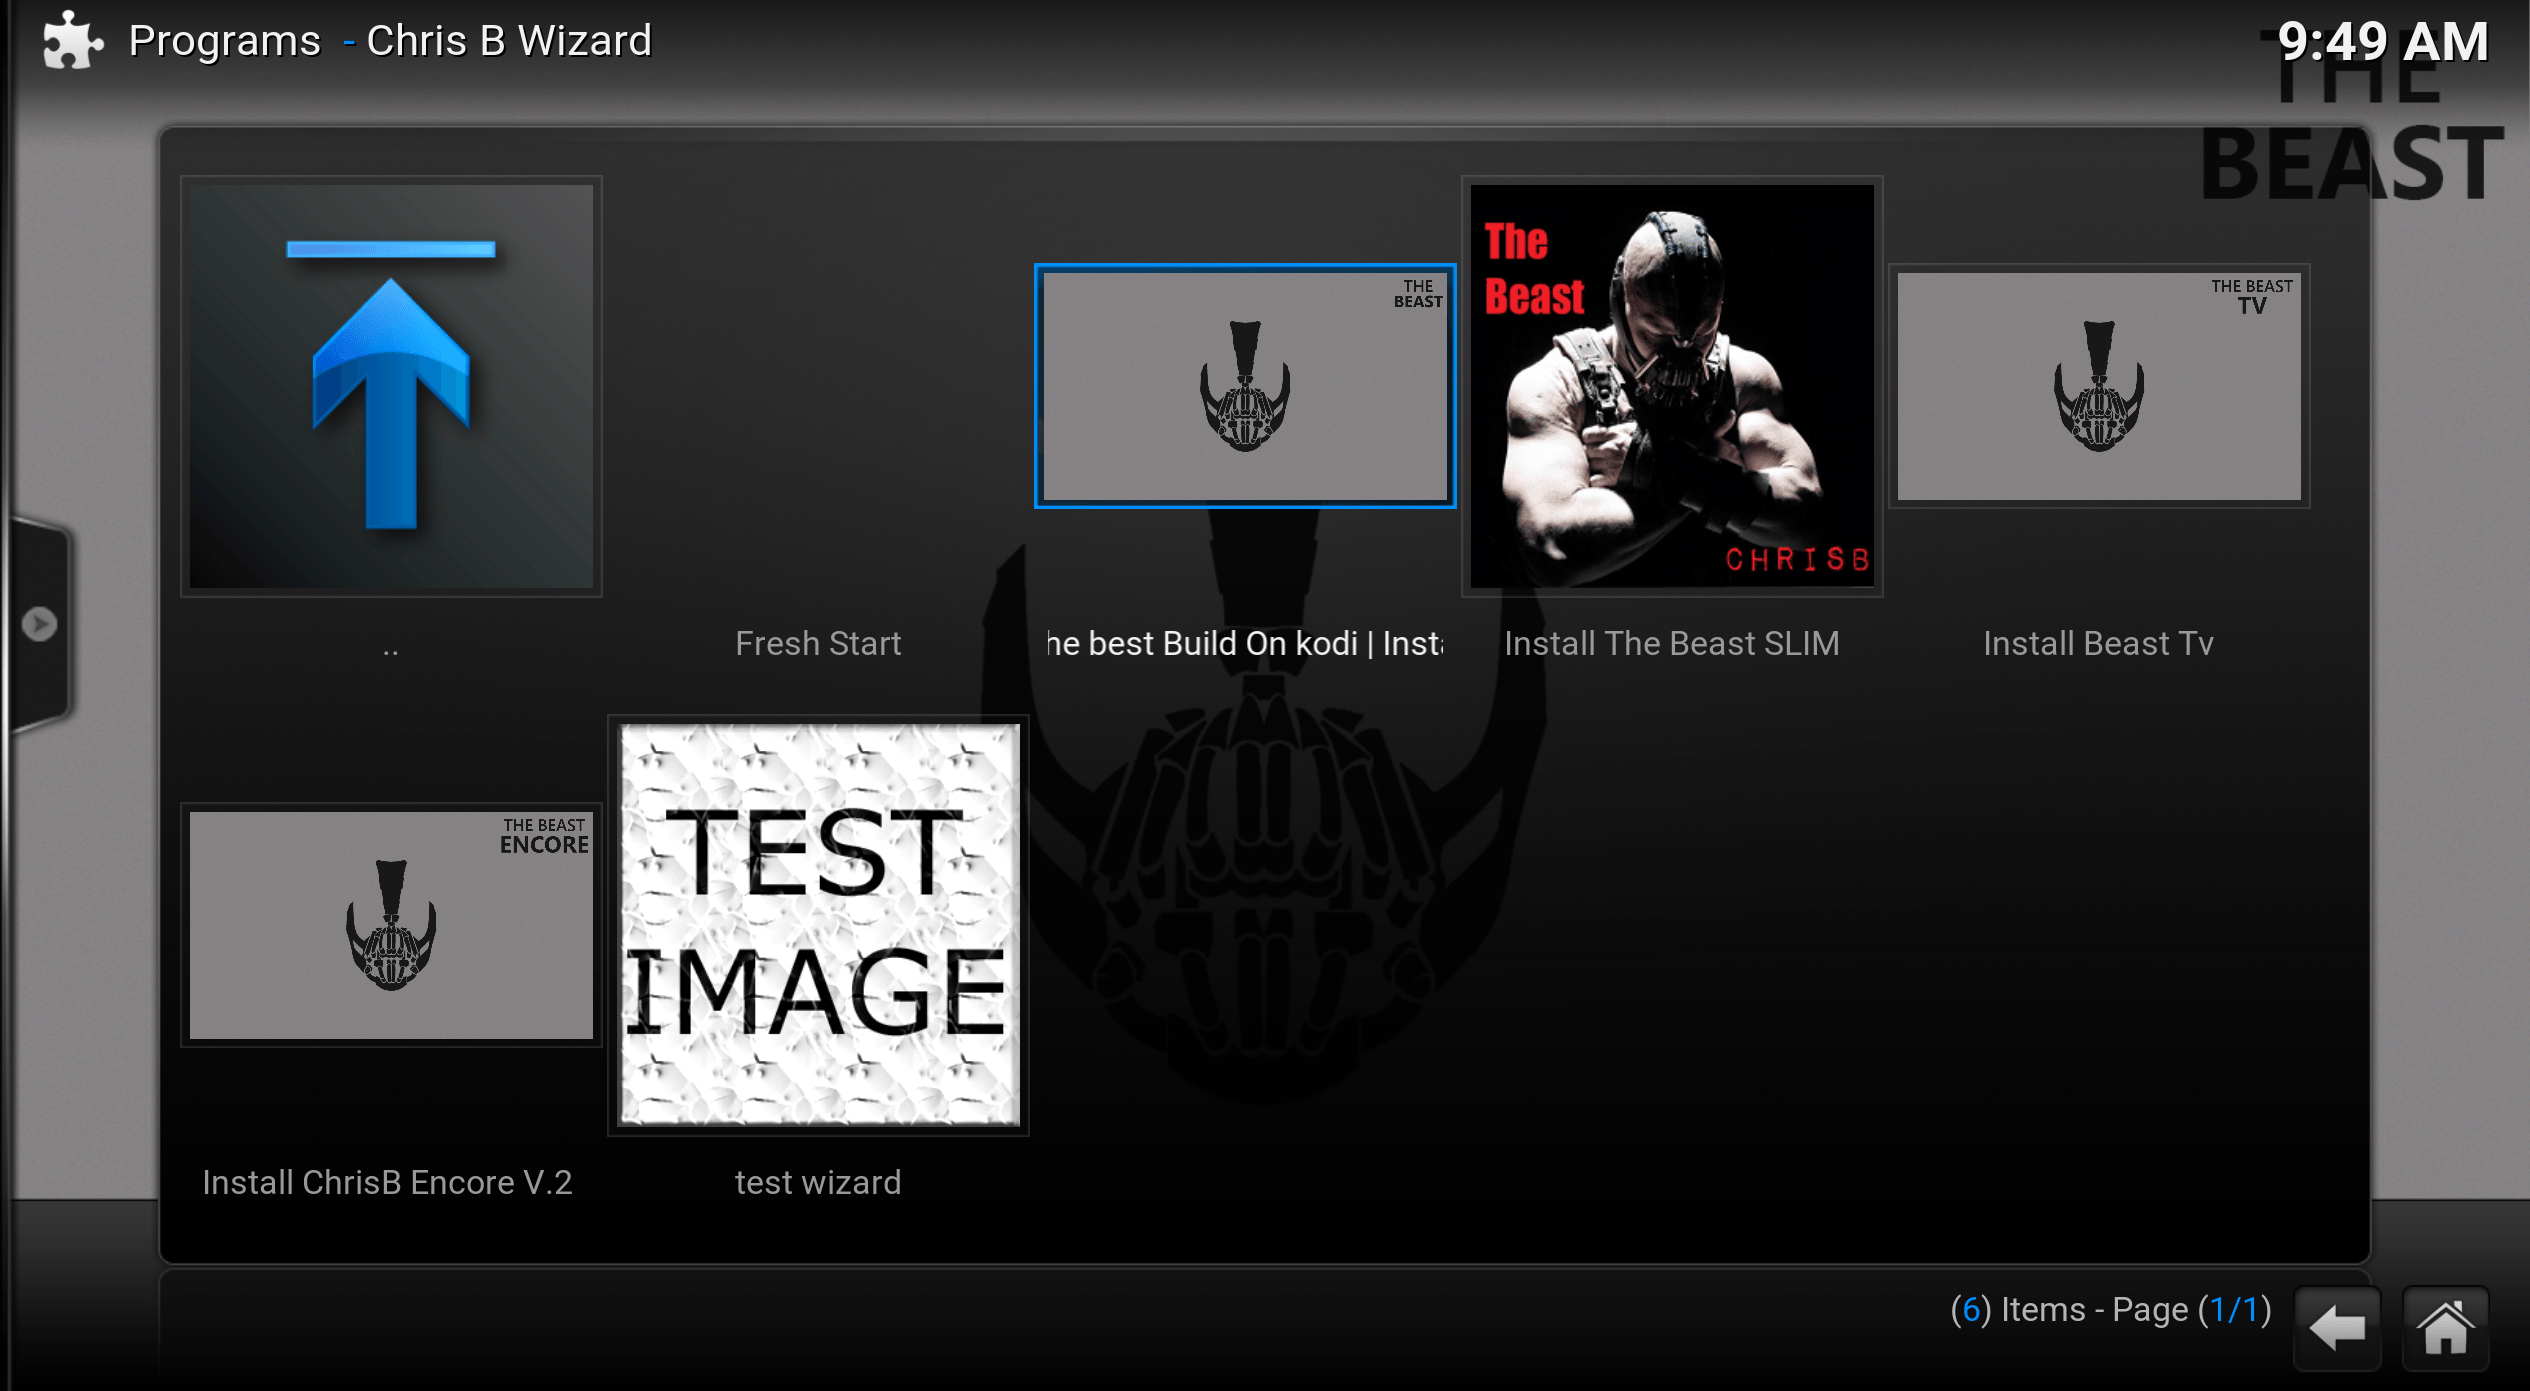 Programs - Chris B Wizard
9:49 AM
THE
BEAST
THE
BEAST
The
Beast
CHRISB
THE BEAST
TV
..
Fresh Start
he best Build On kodi | Inst
Install The Beast SLIM
Install Beast Tv
THE BEAST
ENCORE
TEST
IMAGE
Install ChrisB Encore V.2
test wizard
(6) Items - Page (1/1)